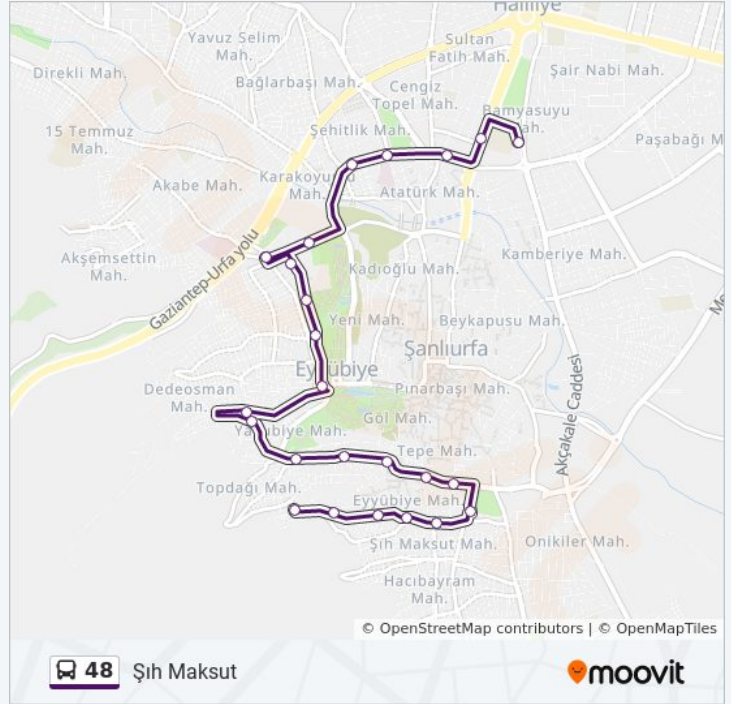 Haliliye
Yavuz Selim
Mah.
Sultan
Fatih Mah.
Direkli Mah.
Bağlarbaşı Mah.
Şair Nabi Mah.
Cengiz
Topel Mah.
Bamyasuyu
Mah.
15 Temmuz
Mah.
Şehitlik Mah.
Paşabağı M
Karakoyunlu
Mah.
Akabe Mah.
Atatürk Mah.
Akşemsettin
Mah.
Gaziantep-Urfa yolu
Kadıoğlu Mah.
Kamberiye Mah.
Yeni Mah.
Beykapusu Mah.
Şanlıurfa
Eyyübiye
Dedeosman
Mah.
Pınarbaşı Mah.
Göl Mah.
Akçakale Caddesi
Yakubiye Mah.
Tepe Mah.
Topdağı Mah.
Eyyübiye Mah.
Şıh Maksut Mah.
Onikiler Mah.
Hacıbayram
Mah.
© OpenStreetMap contributors | © OpenMapTiles
48 Şıh Maksut
moovit